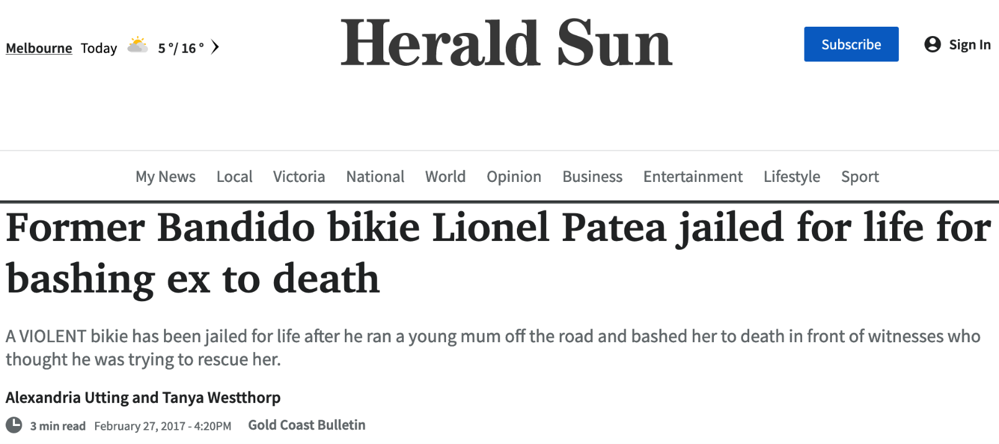 Melbourne Today 5°/ 16°
Herald Sun
Subscribe
Sign In
My News Local Victoria National World Opinion Business Entertainment Lifestyle Sport
Former Bandido bikie Lionel Patea jailed for life for
bashing ex to death
A VIOLENT bikie has been jailed for life after he ran a young mum off the road and bashed her to death in front of witnesses who
thought he was trying to rescue her.
Alexandria Utting and Tanya Westthorp
3 min read February 27, 2017 - 4:20PM Gold Coast Bulletin